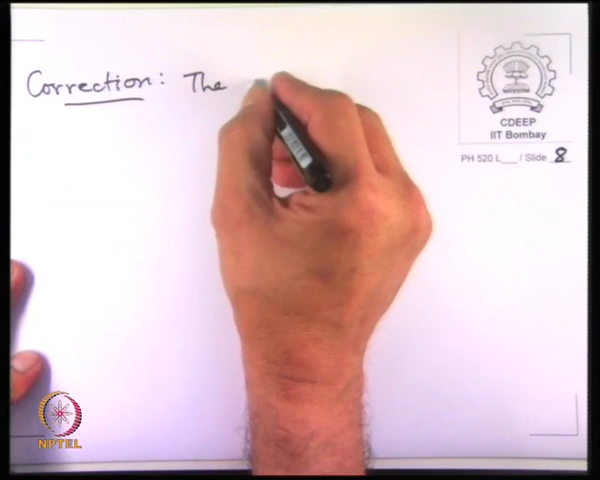 Correction: The
CDEEP
IIT Bombay
PH 520 L___ / Slide 8
NPTEL